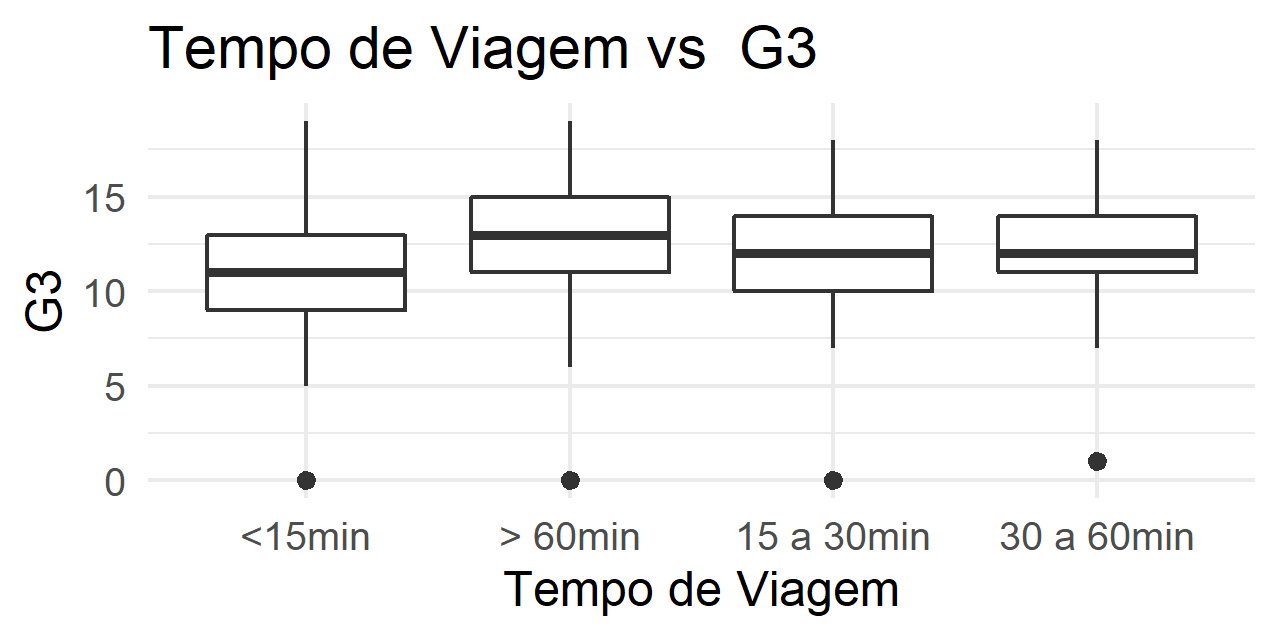 Tempo de Viagem vs  G3
G3
15
10
5
0
<15min
> 60min
15 a 30min
30 a 60min
Tempo de Viagem